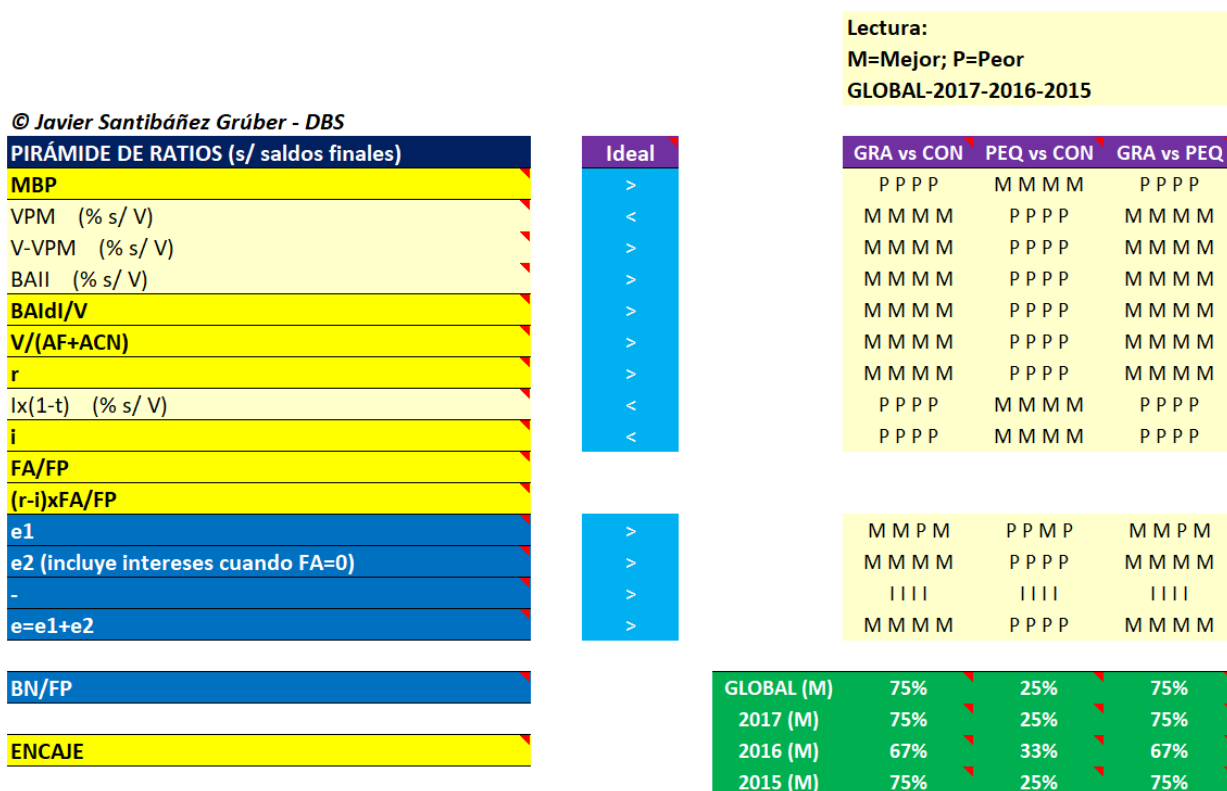 Lectura:
M=Mejor; P=Peor
GLOBAL-2017-2016-2015
© Javier Santibáñez Grúber - DBS
PIRÁMIDE DE RATIOS (s/ saldos finales) Ideal GRA vs CON PEQ vs CON GRA vs PEQ
MBP > P P P P M M M M P P P P
VPM (% s/ V) < M M M M P P P P M M M M
V-VPM (% s/ V) > M M M M P P P P M M M M
BAII (% s/ V) > M M M M P P P P M M M M
BAIdI/V > M M M M P P P P M M M M
V/(AF+ACN) > M M M M P P P P M M M M
r > M M M M P P P P M M M M
Ix(1-t) (% s/ V) < P P P P M M M M P P P P
i < P P P P M M M M P P P P
FA/FP
(r-i)xFA/FP
e1 > M M P M P P M P M M P M
e2 (incluye intereses cuando FA=0) > M M M M P P P P M M M M
- > I I I I I I I I I I I I
e=e1+e2 > M M M M P P P P M M M M
BN/FP GLOBAL (M) 75% 25% 75%
2017 (M) 75% 25% 75%
ENCAJE 2016 (M) 67% 33% 67%
2015 (M) 75% 25% 75%